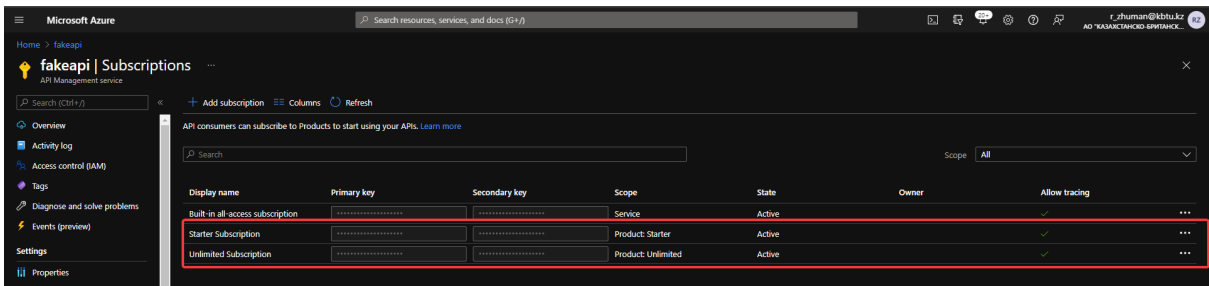 Microsoft Azure
Search resources, services, and docs (G+/)
20+
r_zhuman@kbtu.kz
АО "КАЗАХСТАНСКО-БРИТАНСК...
RZ
Home > fakeapi
fakeapi | Subscriptions ...
API Management service
Search (Ctrl+/)
Add subscription
Columns
Refresh
Overview
Activity log
Access control (IAM)
Tags
Diagnose and solve problems
Events (preview)
Settings
Properties
API consumers can subscribe to Products to start using your APIs. Learn more
Search
Scope All
Display name Primary key Secondary key Scope State Owner Allow tracing
Built-in all-access subscription Service Active
Starter Subscription Product: Starter Active
Unlimited Subscription Product: Unlimited Active